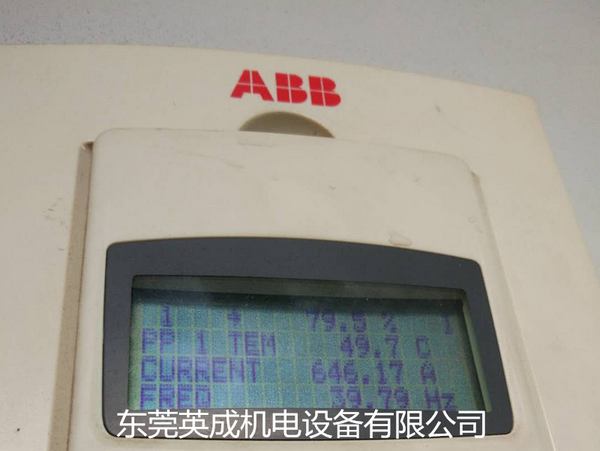 ABB
1 79.5 % I
PP 1 TEM 49.7 C
CURRENT 646.17 A
FREQ 39.79 Hz
东莞英成机电设备有限公司